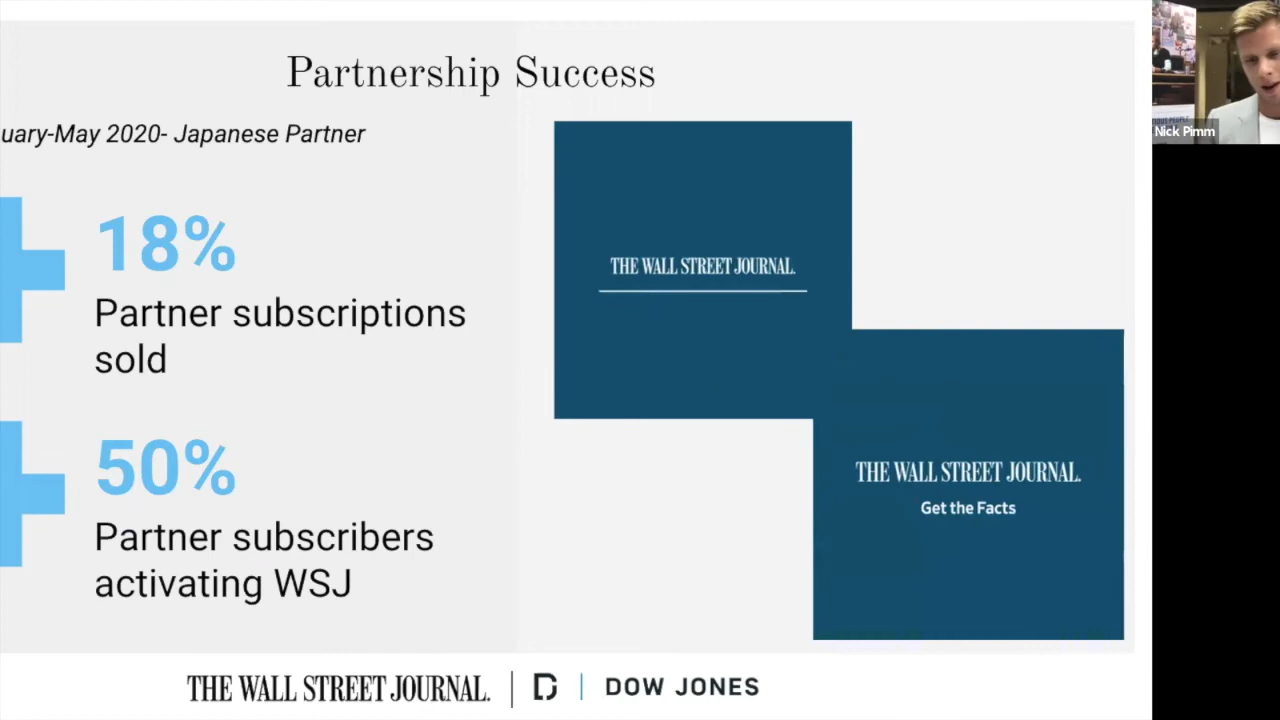 Partnership Success
uary-May 2020- Japanese Partner
18%
Partner subscriptions
sold
50%
Partner subscribers
activating WSJ
THE WALL STREET JOURNAL.
THE WALL STREET JOURNAL.
Get the Facts
THE WALL STREET JOURNAL.
D
DOW JONES
Nick Pimm